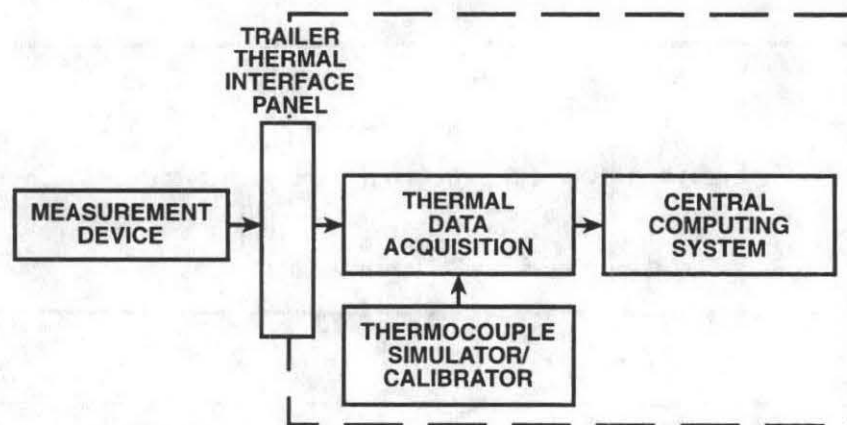 TRAILER
THERMAL
INTERFACE
PANEL
MEASUREMENT
DEVICE
THERMAL
DATA
ACQUISITION
CENTRAL
COMPUTING
SYSTEM
THERMOCOUPLE
SIMULATOR/
CALIBRATOR